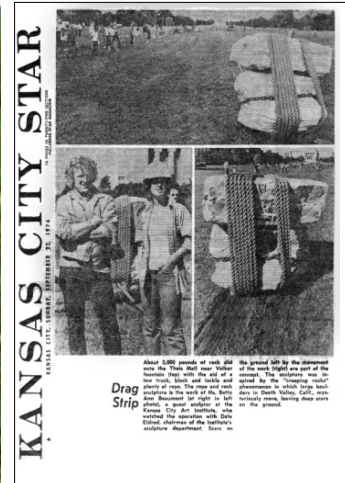 KANSAS CITY STAR
KANSAS CITY, SUNDAY, SEPTEMBER 22, 1974
Drag
Strip
About 2,000 pounds of rock slid
onto the Theis Mall near Volker
fountain (top) with the aid of a
tow truck, block and tackle and
plenty of rope. The rope and rock
sculpture is the work of Ms. Betty
Ann Beaumont (at right in left
photo), a guest sculptor at the
Kansas City Art Institute, who
watched the operation with Dale
Eldred, chairman of the institute's
sculpture department. Scars on
the ground left by the movement
of the work (right) are part of the
concept. The sculpture was in-
spired by the "creeping rocks"
phenomenon in which large boul-
ders in Death Valley, Calif., mys-
teriously move, leaving deep scars
on the ground.